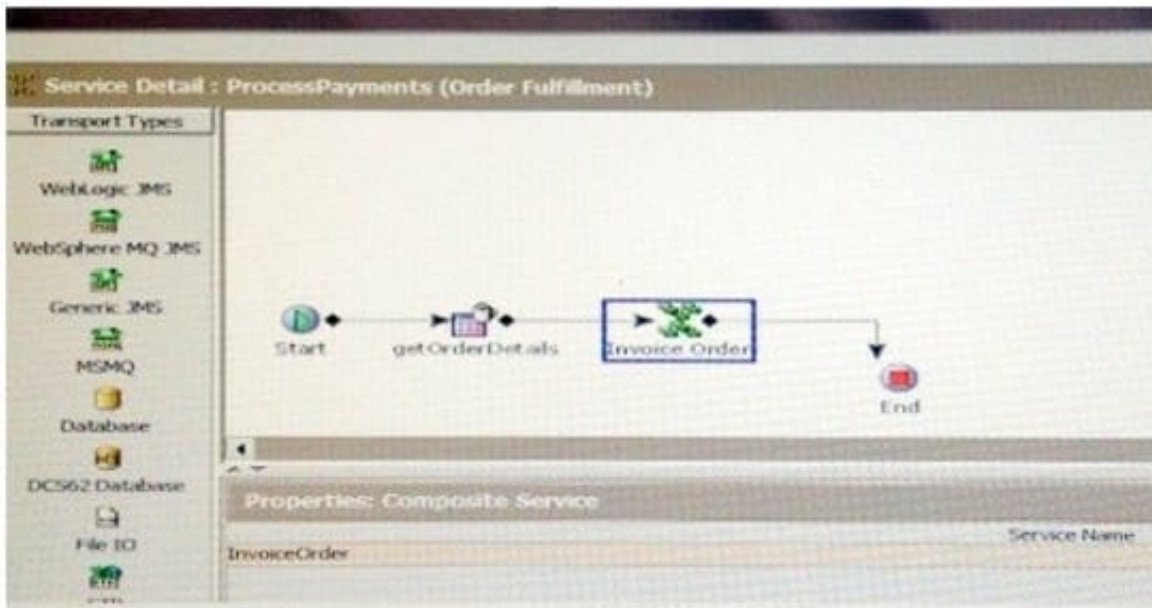 Service Detail : ProcessPayments (Order Fulfillment)
Transport Types
WebLogic JMS
WebSphere MQ JMS
Generic JMS
MSMQ
Database
DCS62 Database
File IO
Start
getOrderDetails
Invoice Order
End
Properties: Composite Service
Service Name
InvoiceOrder